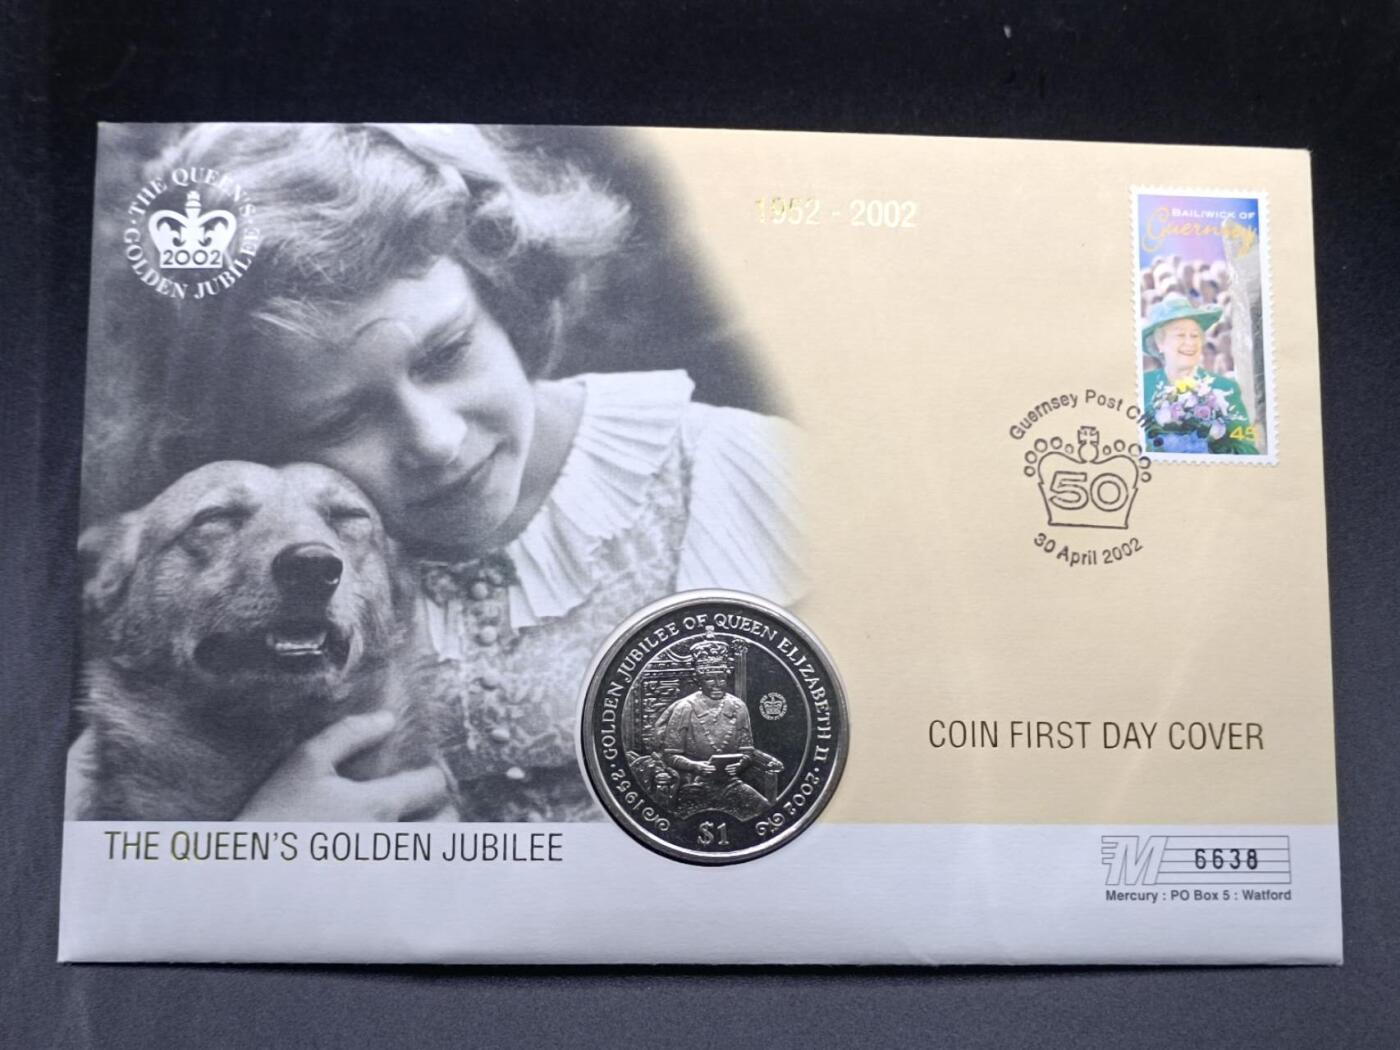 THE QUEEN'S GOLDEN JUBILEE
2002
1952 - 2002
BAILIWICK OF
Guernsey
45
Guernsey Post
50
30 April 2002
1952 · GOLDEN JUBILEE OF QUEEN ELIZABETH II · 2002
$1
COIN FIRST DAY COVER
THE QUEEN'S GOLDEN JUBILEE
M 6638
Mercury : PO Box 5 : Watford